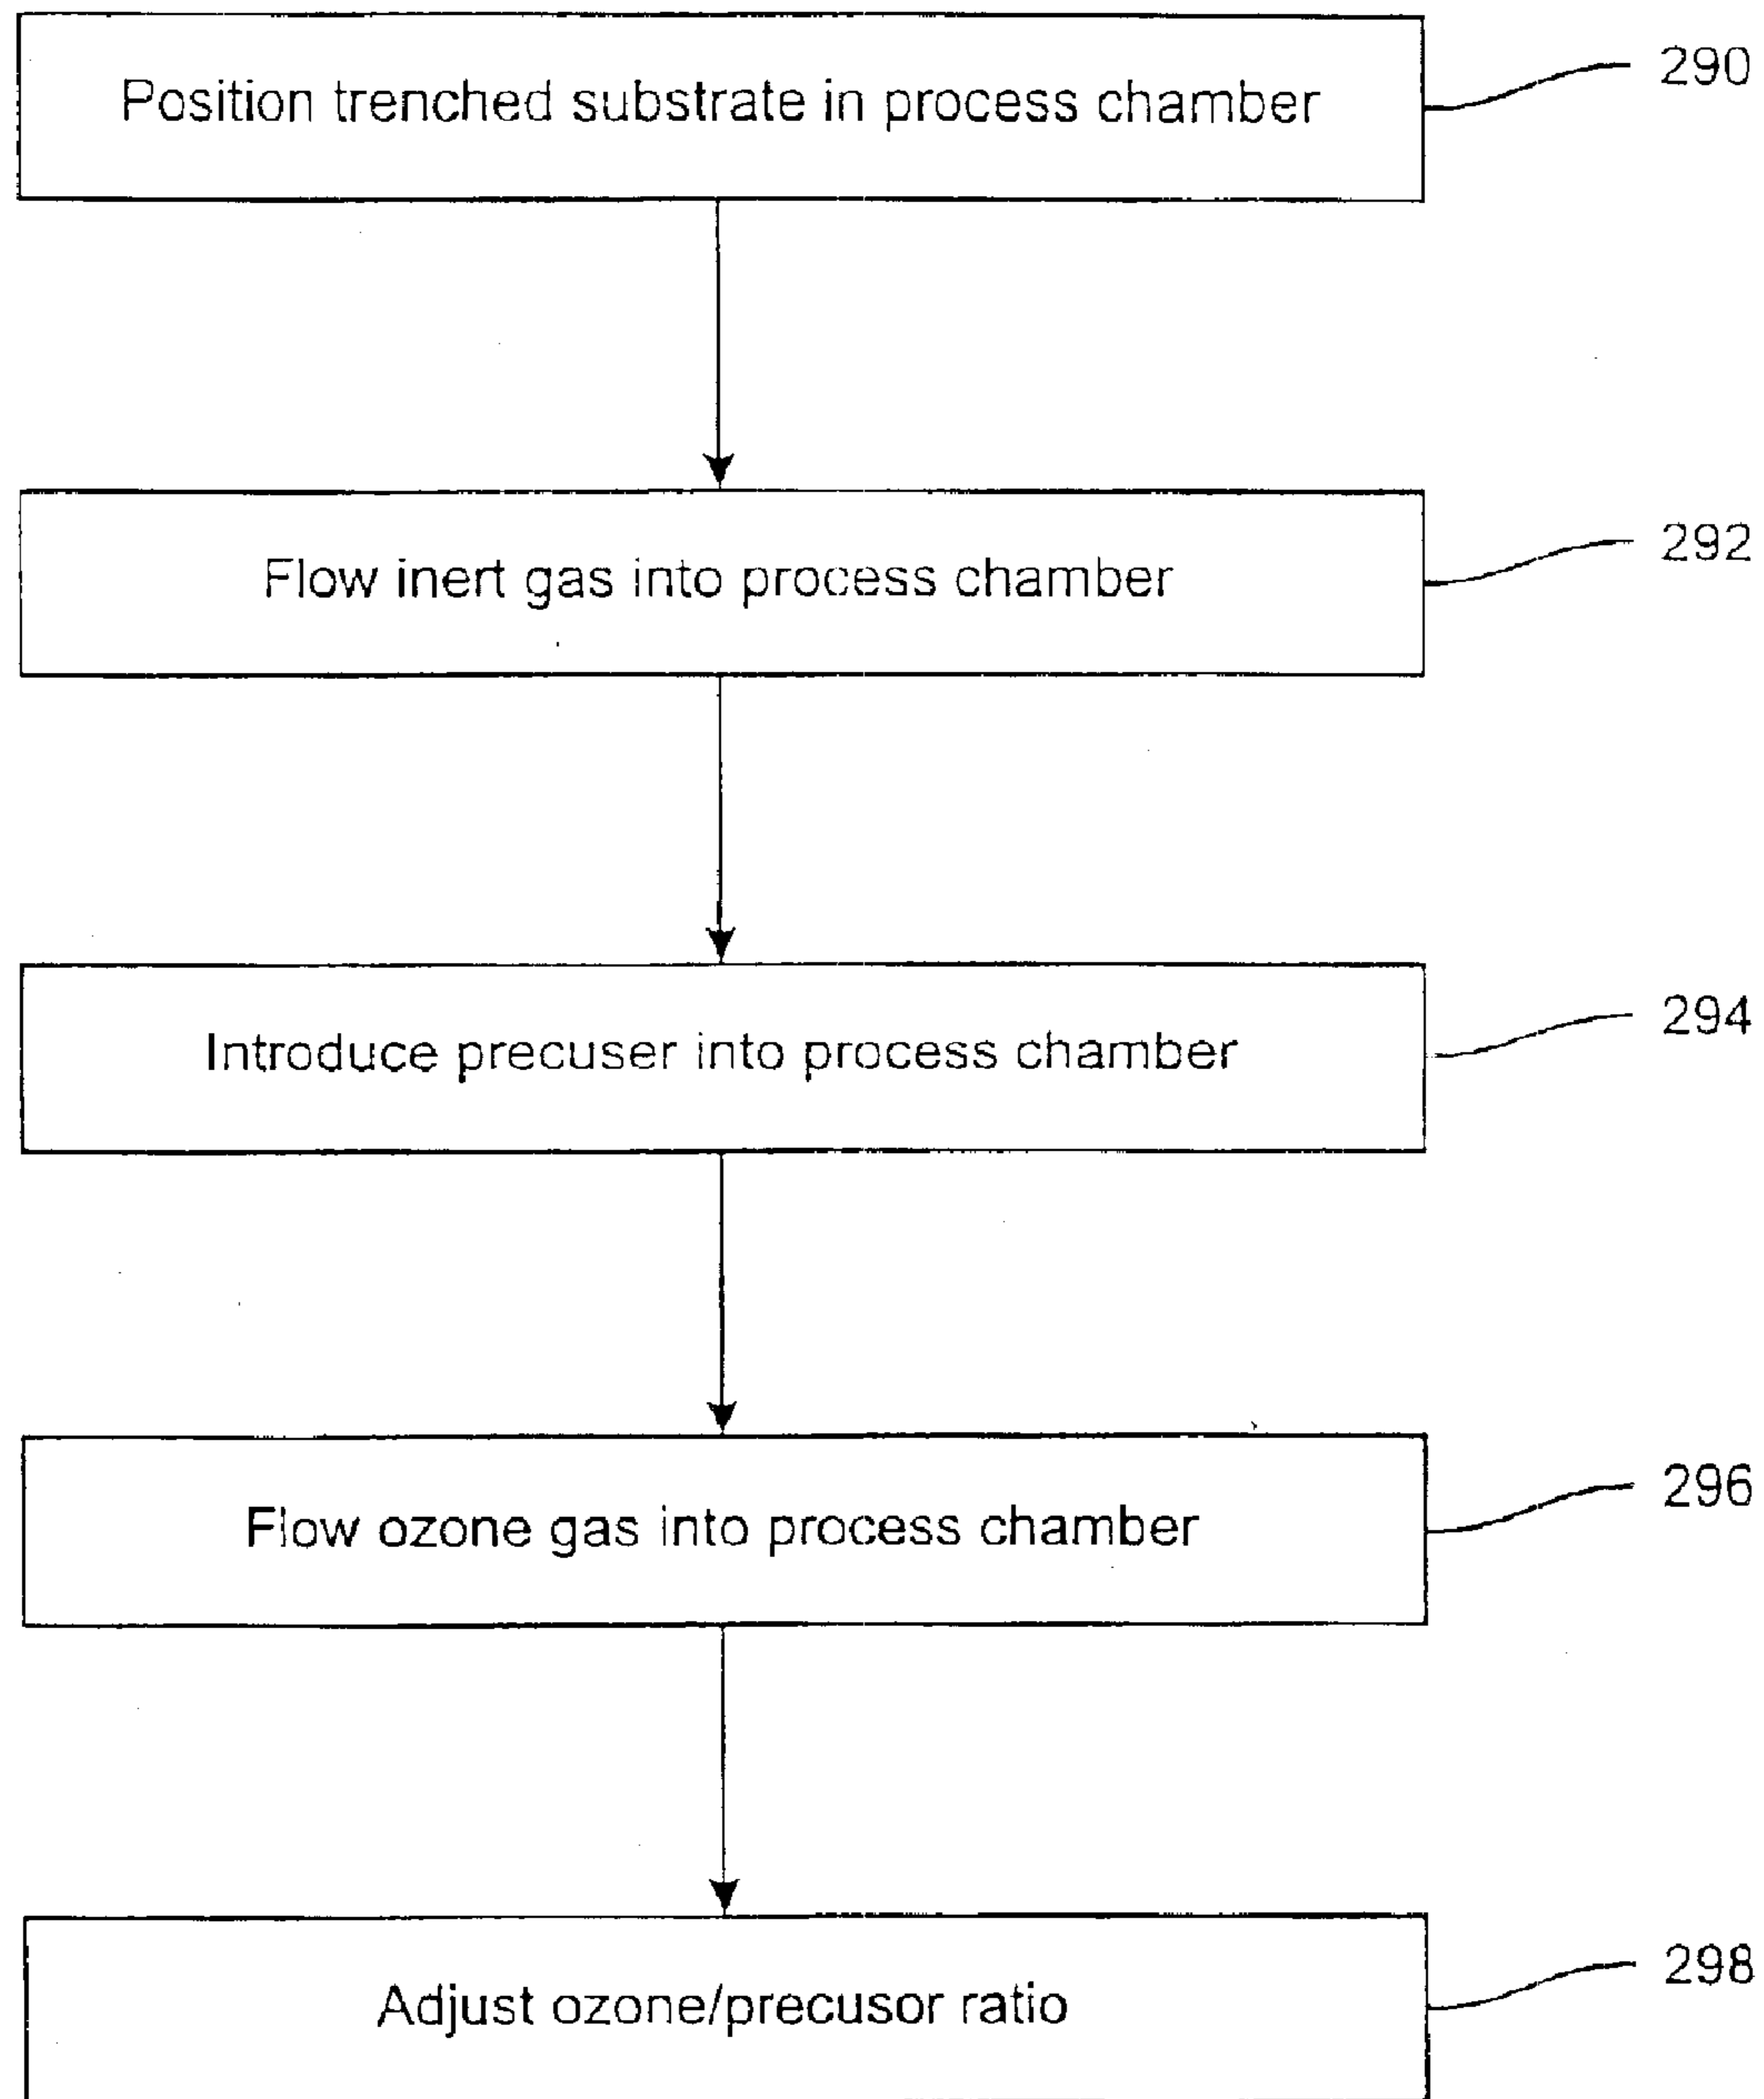 Position trenched substrate in process chamber
290
Flow inert gas into process chamber
292
Introduce precuser into process chamber
294
Flow ozone gas into process chamber
296
Adjust ozone/precusor ratio
298